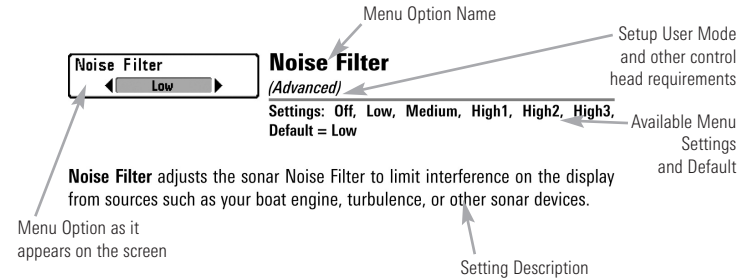 Menu Option Name
Setup User Mode
and other control
head requirements
Noise Filter
Low
Noise Filter
(Advanced)
Settings: Off, Low, Medium, High1, High2, High3,
Default = Low
Available Menu
Settings
and Default
Noise Filter adjusts the sonar Noise Filter to limit interference on the display
from sources such as your boat engine, turbulence, or other sonar devices.
Menu Option as it
appears on the screen
Setting Description